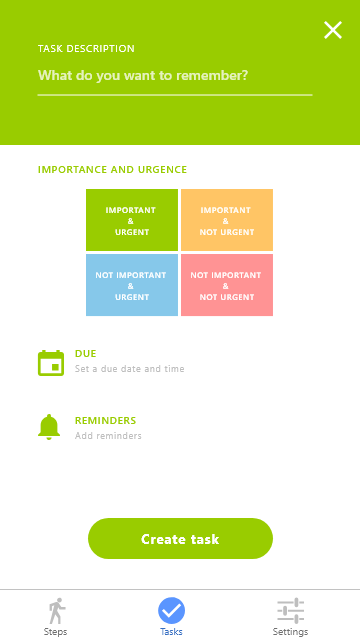 TASK DESCRIPTION
What do you want to remember?
IMPORTANCE AND URGENCE
IMPORTANT
&
URGENT
IMPORTANT
&
NOT URGENT
NOT IMPORTANT
&
URGENT
NOT IMPORTANT
&
NOT URGENT
DUE
Set a due date and time
REMINDERS
Add reminders
Create task
Steps
Tasks
Settings